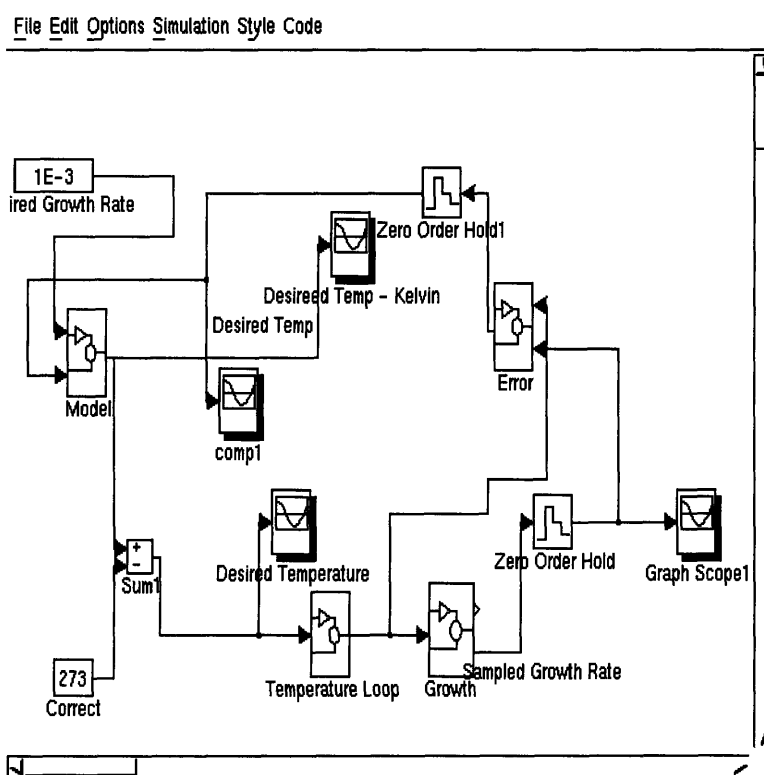 File Edit Options Simulation Style Code
1E-3
ired Growth Rate
Zero Order Hold1
Desireed Temp - Kelvin
Desired Temp
Error
Model
comp1
+
-
Sum1
Desired Temperature
Zero Order Hold
Graph Scope1
273
Correct
Temperature Loop
Growth
Sampled Growth Rate